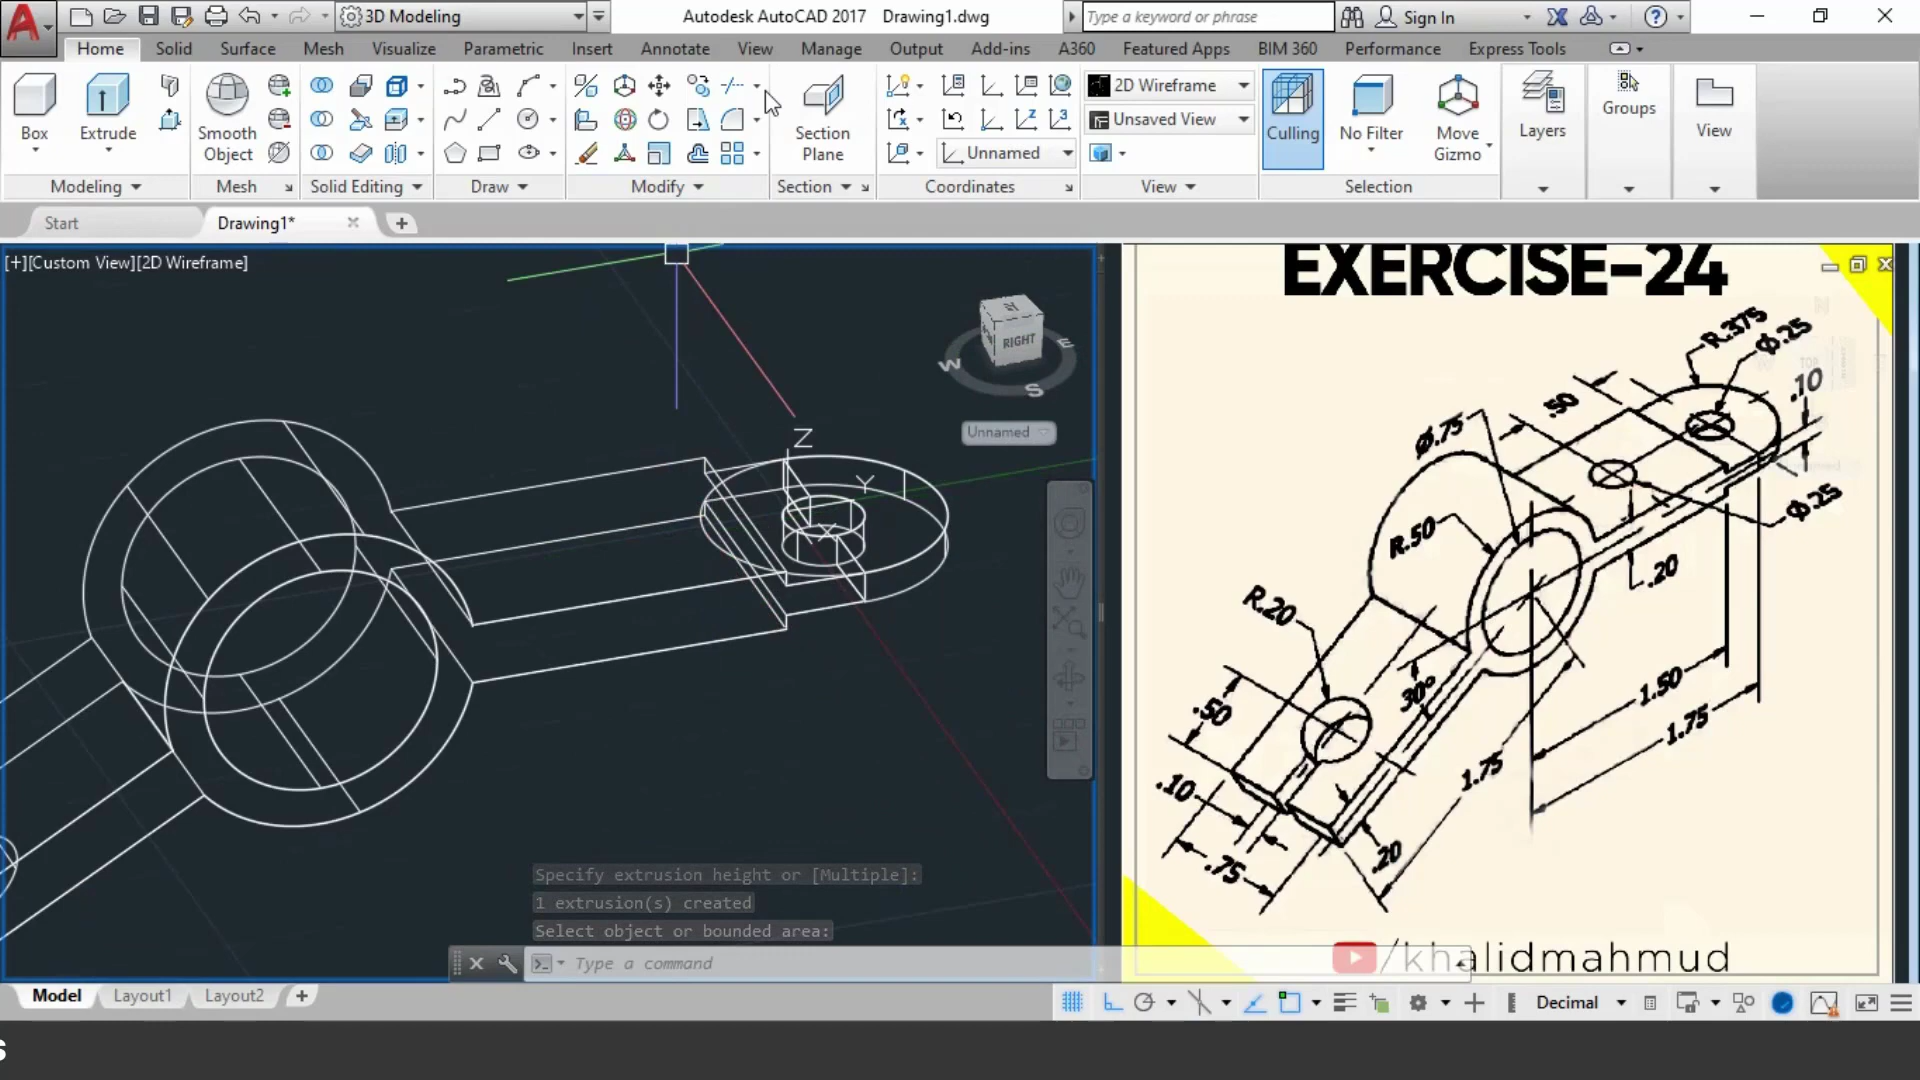 3D Modeling
Autodesk AutoCAD 2017 Drawing1.dwg
Type a keyword or phrase
Sign In
Home Solid Surface Mesh Visualize Parametric Insert Annotate View Manage Output Add-ins A360 Featured Apps BIM 360 Performance Express Tools
Box
Extrude
Smooth Object
Section Plane
2D Wireframe
Unsaved View
Unnamed
Culling
No Filter
Move Gizmo
Layers
Groups
View
Modeling
Mesh
Solid Editing
Draw
Modify
Section
Coordinates
View
Selection
Start
Drawing1*
[+][Custom View][2D Wireframe]
RIGHT
W
S
E
Unnamed
Z
Y
X
Specify extrusion height or [Multiple]:
1 extrusion(s) created
Select object or bounded area:
Type a command
EXERCISE-24
R.375
Φ.25
.10
.50
Φ.75
Φ.25
R.50
.20
R.20
30°
.50
1.50
1.75
1.75
.10
.20
.75
/khalidmahmud
Model
Layout1
Layout2
Decimal
s